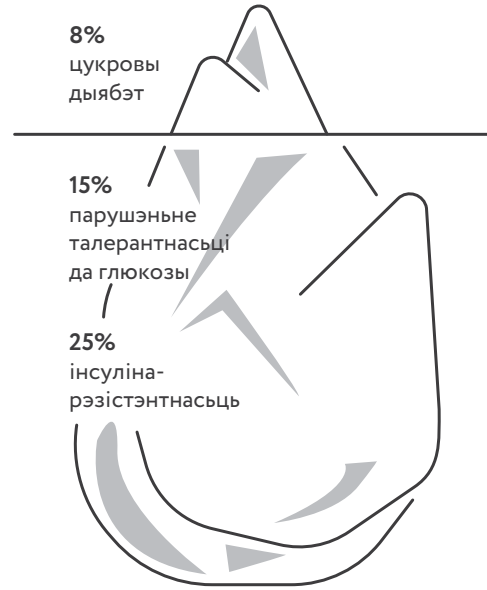 8%
цукровы
дыябэт
15%
парушэньне
талерантнасьці
да глюкозы
25%
інсуліна-
рэзістэнтнасьць